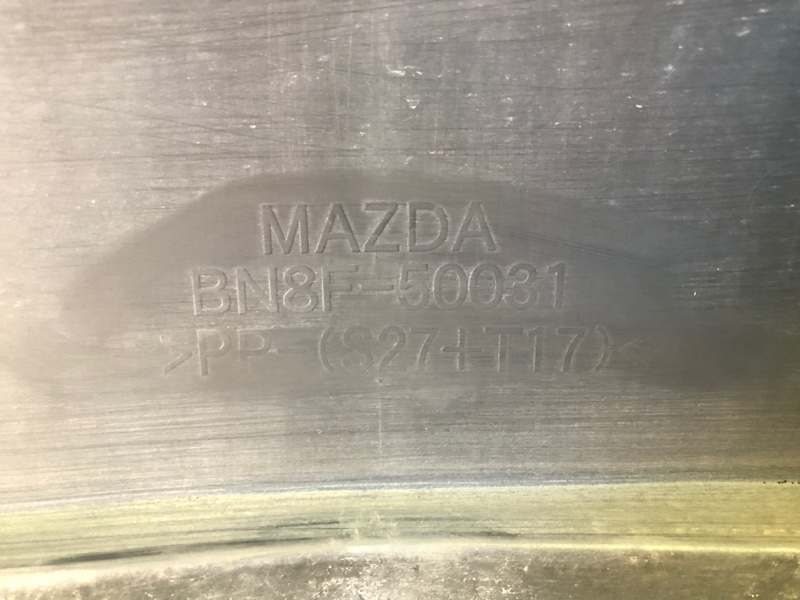 MAZDA
BN8F-50031
>PP-(S27+T17)<